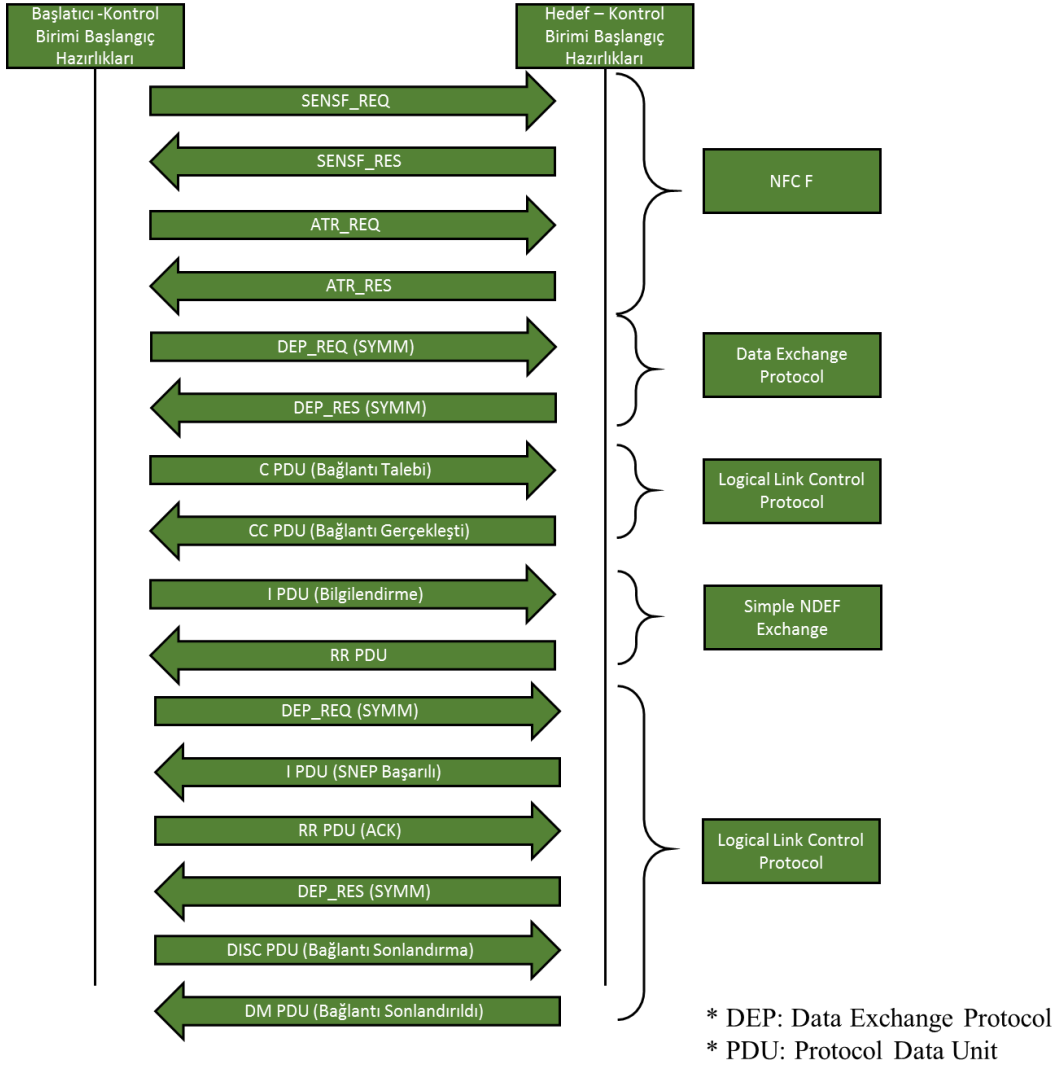 Başlatıcı -Kontrol
Birimi Başlangıç
Hazırlıkları
Hedef – Kontrol
Birimi Başlangıç
Hazırlıkları
SENSF_REQ
SENSF_RES
NFC F
ATR_REQ
ATR_RES
DEP_REQ (SYMM)
Data Exchange
Protocol
DEP_RES (SYMM)
C PDU (Bağlantı Talebi)
Logical Link Control
Protocol
CC PDU (Bağlantı Gerçekleşti)
I PDU (Bilgilendirme)
Simple NDEF
Exchange
RR PDU
DEP_REQ (SYMM)
I PDU (SNEP Başarılı)
RR PDU (ACK)
Logical Link Control
Protocol
DEP_RES (SYMM)
DISC PDU (Bağlantı Sonlandırma)
DM PDU (Bağlantı Sonlandırıldı)
* DEP: Data Exchange Protocol
* PDU: Protocol Data Unit